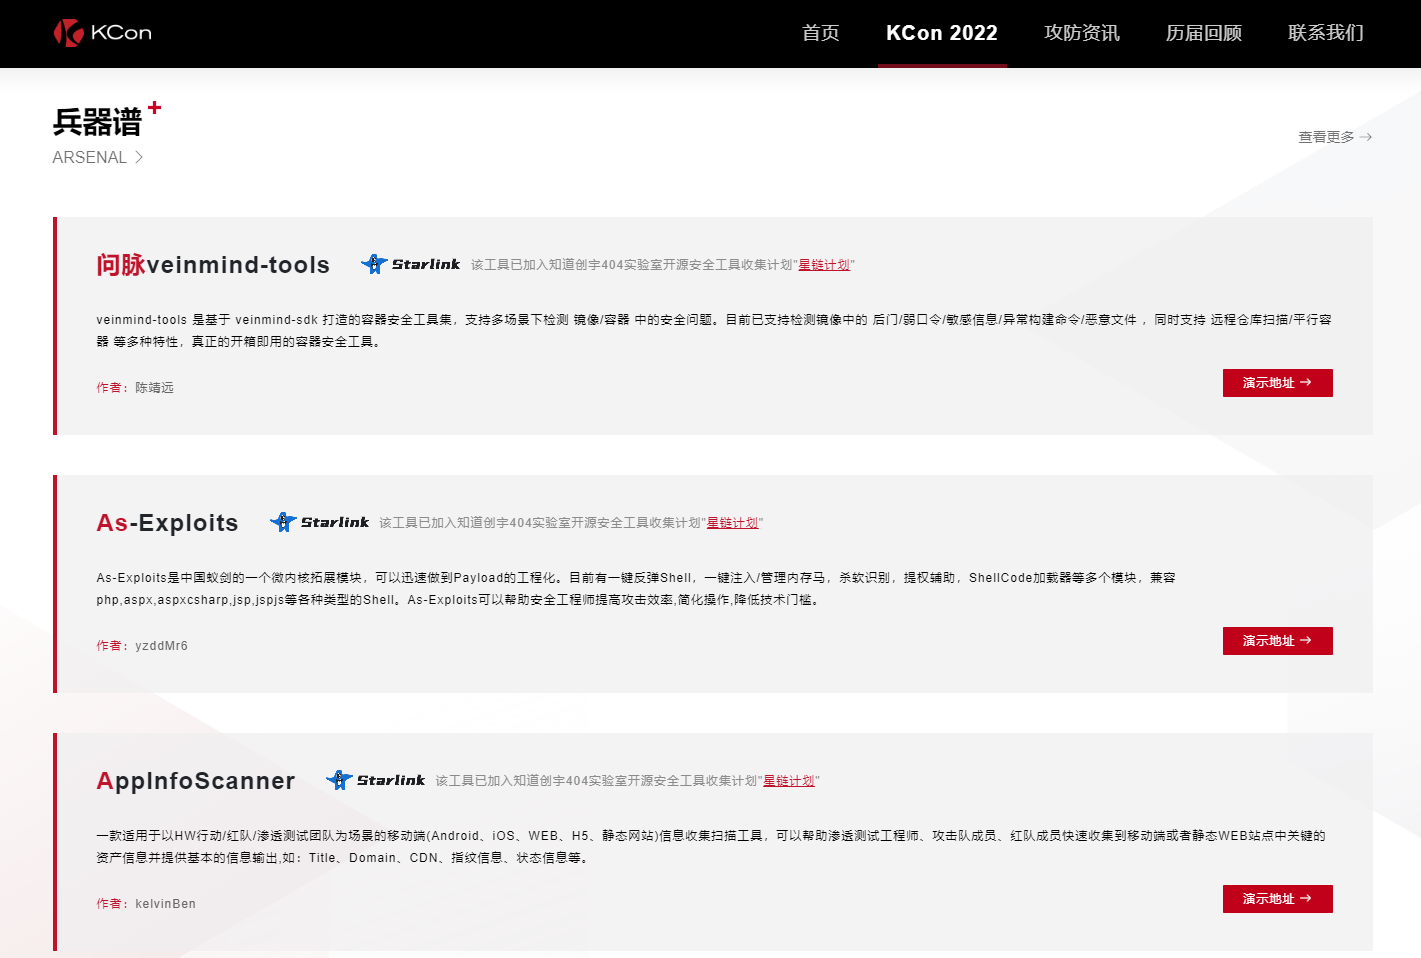 KCon 首页 KCon 2022 攻防资讯 历届回顾 联系我们
兵器谱+
查看更多 →
ARSENAL >
问脉veinmind-tools Starlink 该工具已加入知道创宇404实验室开源安全工具收集计划"星链计划"
veinmind-tools 是基于 veinmind-sdk 打造的容器安全工具集，支持多场景下检测 镜像/容器 中的安全问题。目前已支持检测镜像中的 后门/弱口令/敏感信息/异常构建命令/恶意文件 ，同时支持 远程仓库扫描/平行容
器 等多种特性，真正的开箱即用的容器安全工具。
作者：陈靖远
演示地址 →
As-Exploits Starlink 该工具已加入知道创宇404实验室开源安全工具收集计划"星链计划"
As-Exploits是中国蚁剑的一个微内核拓展模块，可以迅速做到Payload的工程化。目前有一键反弹Shell，一键注入/管理内存马，杀软识别，提权辅助，ShellCode加载器等多个模块，兼容
php,aspx,aspxcsharp,jsp,jspjs等各种类型的Shell。As-Exploits可以帮助安全工程师提高攻击效率,简化操作,降低技术门槛。
作者：yzddMr6
演示地址 →
AppInfoScanner Starlink 该工具已加入知道创宇404实验室开源安全工具收集计划"星链计划"
一款适用于以HW行动/红队/渗透测试团队为场景的移动端(Android、iOS、WEB、H5、静态网站)信息收集扫描工具，可以帮助渗透测试工程师、攻击队成员、红队成员快速收集到移动端或者静态WEB站点中关键的
资产信息并提供基本的信息输出,如：Title、Domain、CDN、指纹信息、状态信息等。
作者：kelvinBen
演示地址 →